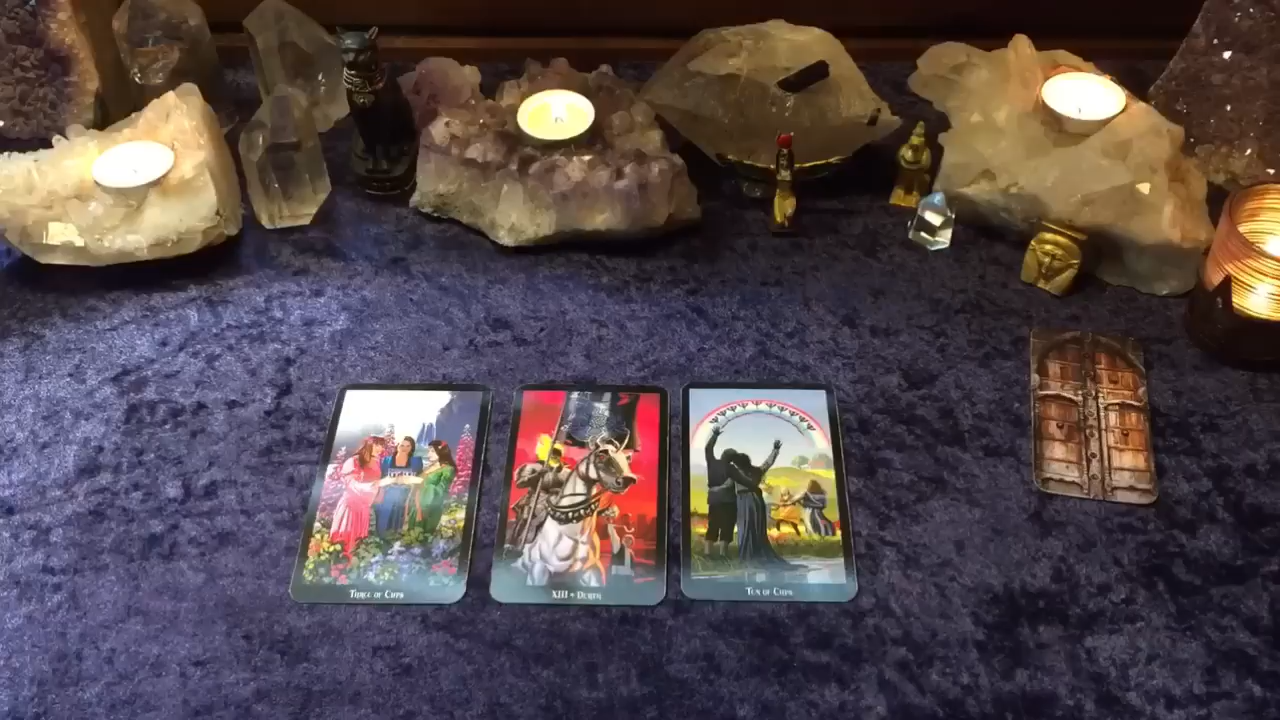 Three of Cups
XIII • Death
Ten of Cups